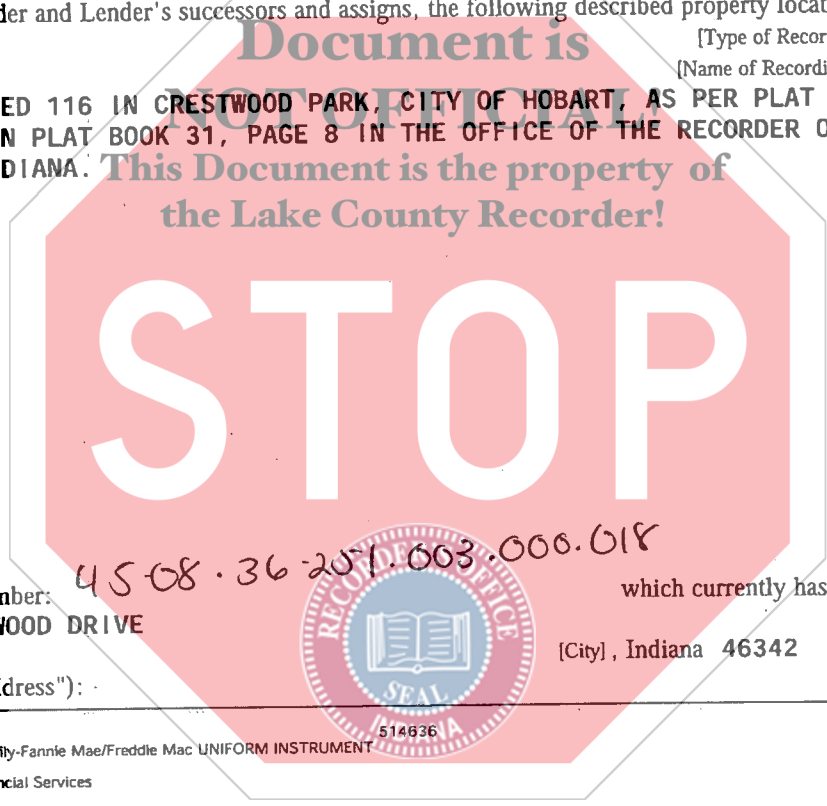 der and Lender's successors and assigns, the following described property locat
Document is
[Type of Recor
[Name of Recordi
ED 116 IN CRESTWOOD PARK, CITY OF HOBART, AS PER PLAT
NOT OFFICIAL!
N PLAT BOOK 31, PAGE 8 IN THE OFFICE OF THE RECORDER O
DIANA.
This Document is the property of
the Lake County Recorder!
STOP
45-08.36-201.003.000.018
mber:
which currently has
WOOD DRIVE
RECORDER'S OFFICE
[City], Indiana 46342
dress"):
SEAL
INDIANA
514636
ily-Fannie Mae/Freddie Mac UNIFORM INSTRUMENT
ncial Services